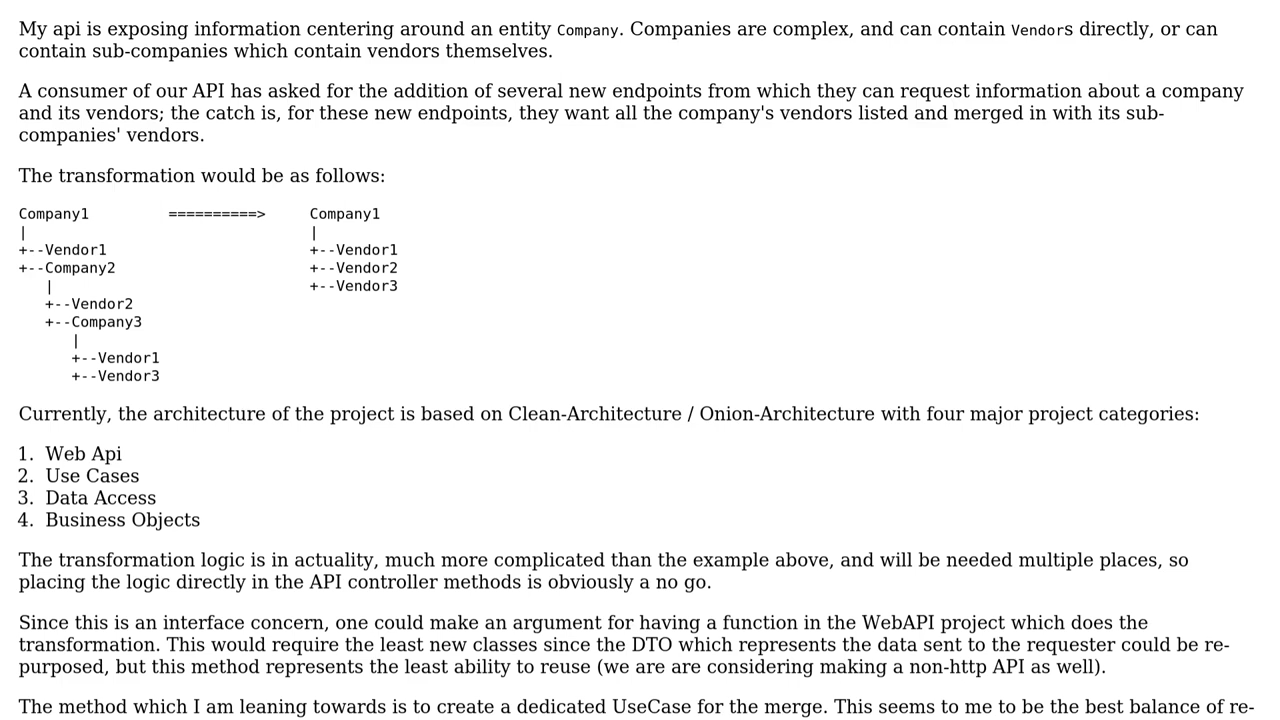 My api is exposing information centering around an entity Company. Companies are complex, and can contain Vendors directly, or can
contain sub-companies which contain vendors themselves.
A consumer of our API has asked for the addition of several new endpoints from which they can request information about a company
and its vendors; the catch is, for these new endpoints, they want all the company's vendors listed and merged in with its sub-
companies' vendors.
The transformation would be as follows:
Company1         ==========>     Company1
|                                |
+--Vendor1                       +--Vendor1
+--Company2                      +--Vendor2
   |                             +--Vendor3
   +--Vendor2
   +--Company3
      |
      +--Vendor1
      +--Vendor3
Currently, the architecture of the project is based on Clean-Architecture / Onion-Architecture with four major project categories:
1. Web Api
2. Use Cases
3. Data Access
4. Business Objects
The transformation logic is in actuality, much more complicated than the example above, and will be needed multiple places, so
placing the logic directly in the API controller methods is obviously a no go.
Since this is an interface concern, one could make an argument for having a function in the WebAPI project which does the
transformation. This would require the least new classes since the DTO which represents the data sent to the requester could be re-
purposed, but this method represents the least ability to reuse (we are are considering making a non-http API as well).
The method which I am leaning towards is to create a dedicated UseCase for the merge. This seems to me to be the best balance of re-